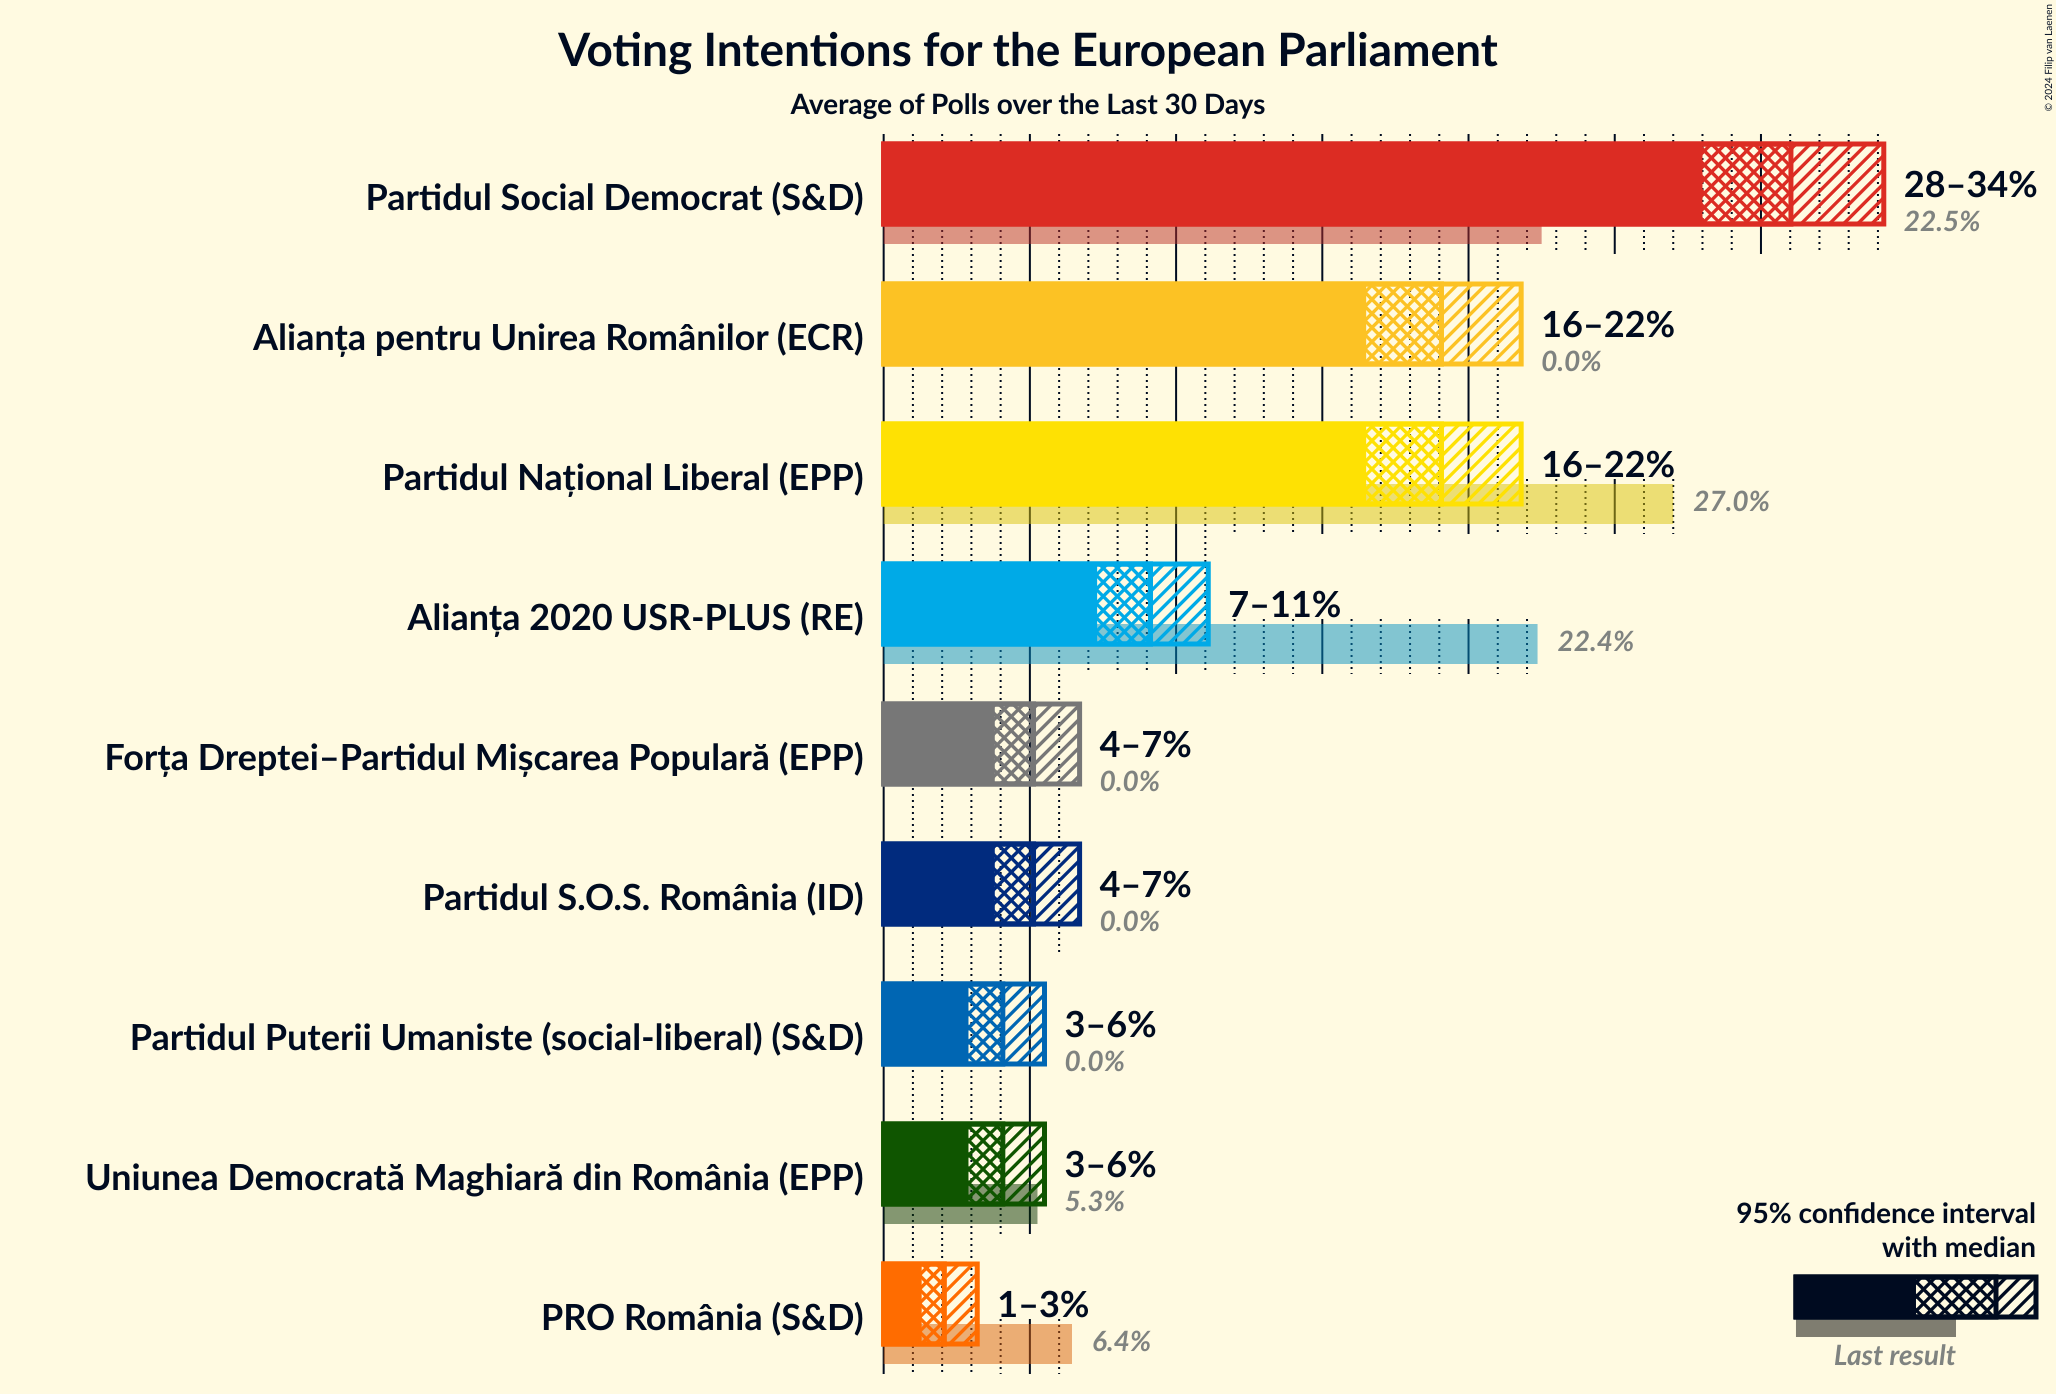 Voting Intentions for the European Parliament
Average of Polls over the Last 30 Days
© 2024 Filip van Laenen
Partidul Social Democrat (S&D)
28–34%
22.5%
Alianța pentru Unirea Românilor (ECR)
16–22%
0.0%
Partidul Național Liberal (EPP)
16–22%
27.0%
Alianța 2020 USR-PLUS (RE)
7–11%
22.4%
Forța Dreptei–Partidul Mișcarea Populară (EPP)
4–7%
0.0%
Partidul S.O.S. România (ID)
4–7%
0.0%
Partidul Puterii Umaniste (social-liberal) (S&D)
3–6%
0.0%
Uniunea Democrată Maghiară din România (EPP)
3–6%
5.3%
PRO România (S&D)
1–3%
6.4%
95% confidence interval
with median
Last result